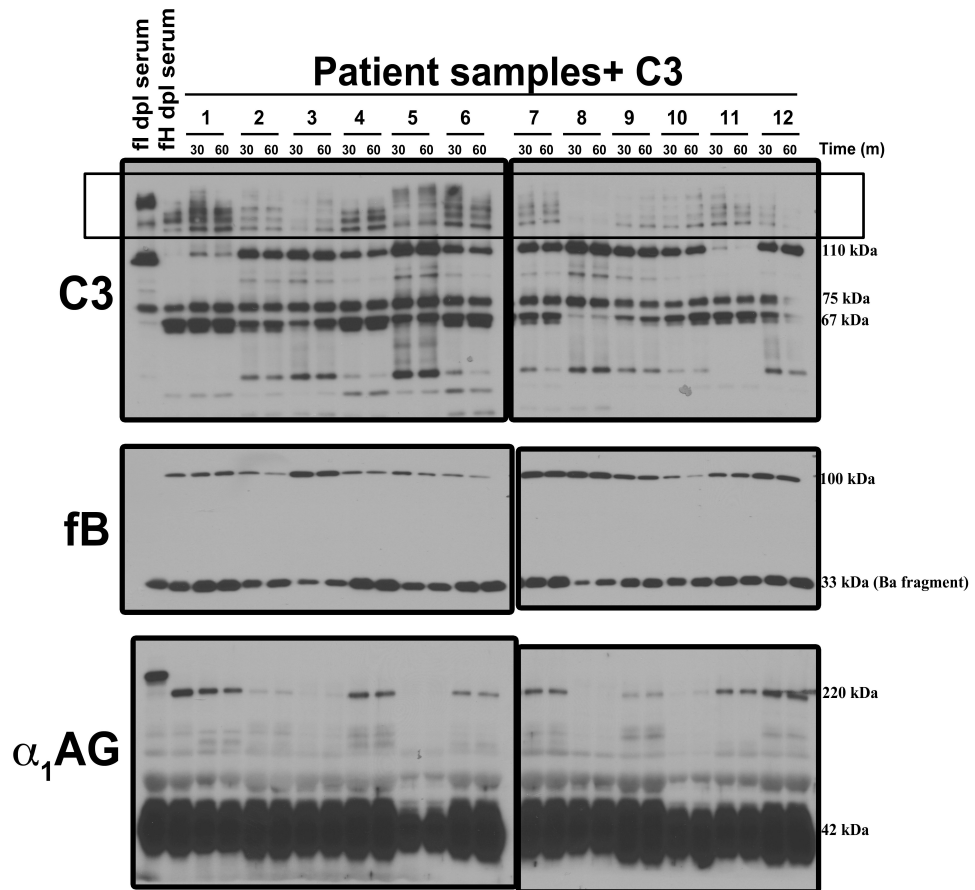 fI dpl serum
fH dpl serum
Patient samples+ C3
1 2 3 4 5 6 7 8 9 10 11 12
30 60 30 60 30 60 30 60 30 60 30 60 30 60 30 60 30 60 30 60 30 60 30 60 Time (m)
C3
110 kDa
75 kDa
67 kDa
fB
100 kDa
33 kDa (Ba fragment)
α1AG
220 kDa
42 kDa